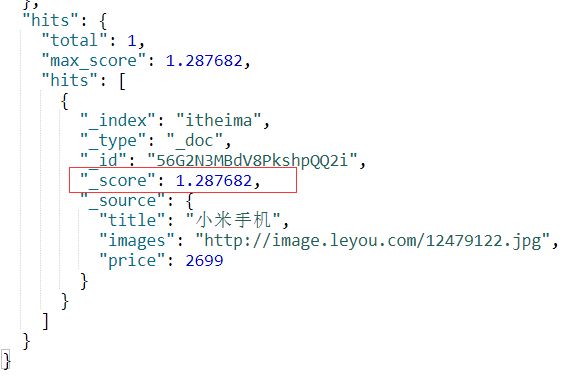 },
"hits": {
"total": 1,
"max_score": 1.287682,
"hits": [
{
"_index": "itheima",
"_type": "_doc",
"_id": "56G2N3MBdV8PkshpQQ2i",
"_score": 1.287682,
"_source": {
"title": "小米手机",
"images": "http://image.leyou.com/12479122.jpg",
"price": 2699
}
}
]
}
}